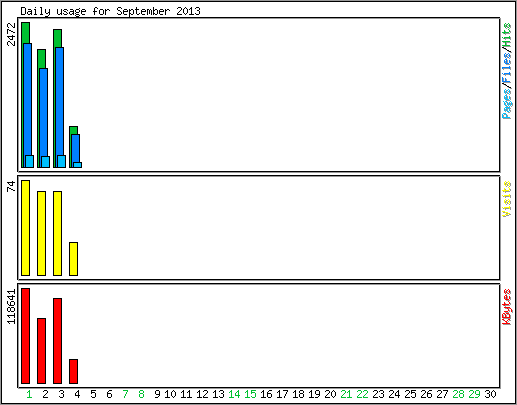 Daily usage for September 2013
2472
Pages/Files/Hits
74
Visits
118641
KBytes
1 2 3 4 5 6 7 8 9 10 11 12 13 14 15 16 17 18 19 20 21 22 23 24 25 26 27 28 29 30